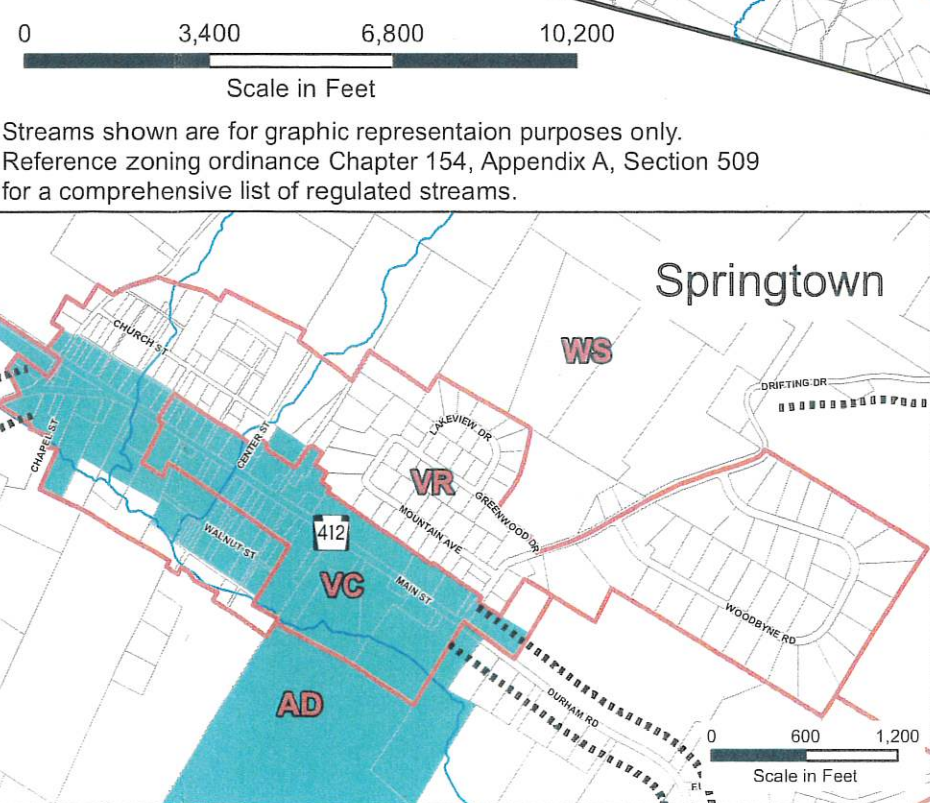 0 3,400 6,800 10,200
Scale in Feet
Streams shown are for graphic representaion purposes only.
Reference zoning ordinance Chapter 154, Appendix A, Section 509
for a comprehensive list of regulated streams.
Springtown
CHURCH ST
WS
DRIFTING DR
LAKEVIEW DR
CHAPEL ST
CENTER ST
VR
GREENWOOD DR
MOUNTAIN AVE
412
WALNUT ST
VC
MAIN ST
WOODBYNE RD
AD
DURHAM RD
0 600 1,200
Scale in Feet